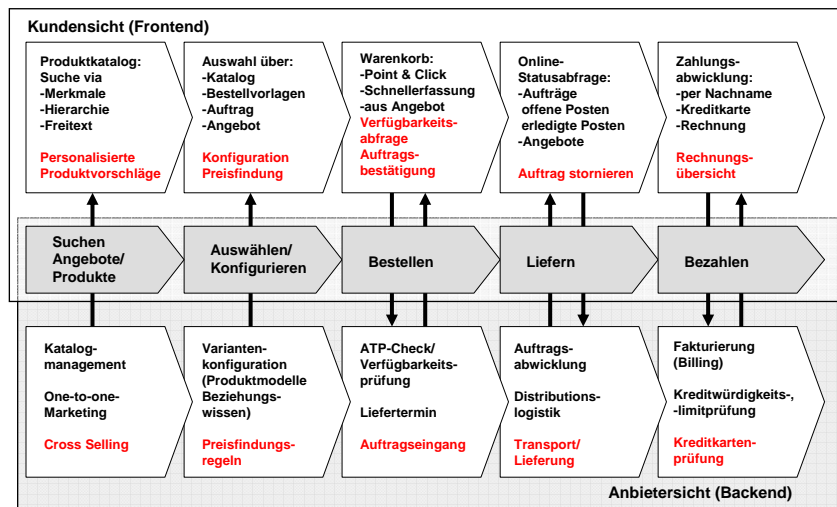 Kundensicht (Frontend)
Produktkatalog:
Suche via
-Merkmale
-Hierarchie
-Freitext
Personalisierte
Produktvorschläge
Auswahl über:
-Katalog
-Bestellvorlagen
-Auftrag
-Angebot
Konfiguration
Preisfindung
Warenkorb:
-Point & Click
-Schnellerfassung
-aus Angebot
Verfügbarkeits-
abfrage
Auftrags-
bestätigung
Online-
Statusabfrage:
-Aufträge
offene Posten
erledigte Posten
-Angebote
Auftrag stornieren
Zahlungs-
abwicklung:
-per Nachname
-Kreditkarte
-Rechnung
Rechnungs-
übersicht
Suchen
Angebote/
Produkte
Auswählen/
Konfigurieren
Bestellen
Liefern
Bezahlen
Katalog-
management
One-to-one-
Marketing
Cross Selling
Varianten-
konfiguration
(Produktmodelle
Beziehungs-
wissen)
Preisfindungs-
regeln
ATP-Check/
Verfügbarkeits-
prüfung
Liefertermin
Auftragseingang
Auftrags-
abwicklung
Distributions-
logistik
Transport/
Lieferung
Fakturierung
(Billing)
Kreditwürdigkeits-,
-limitprüfung
Kreditkarten-
prüfung
Anbietersicht (Backend)